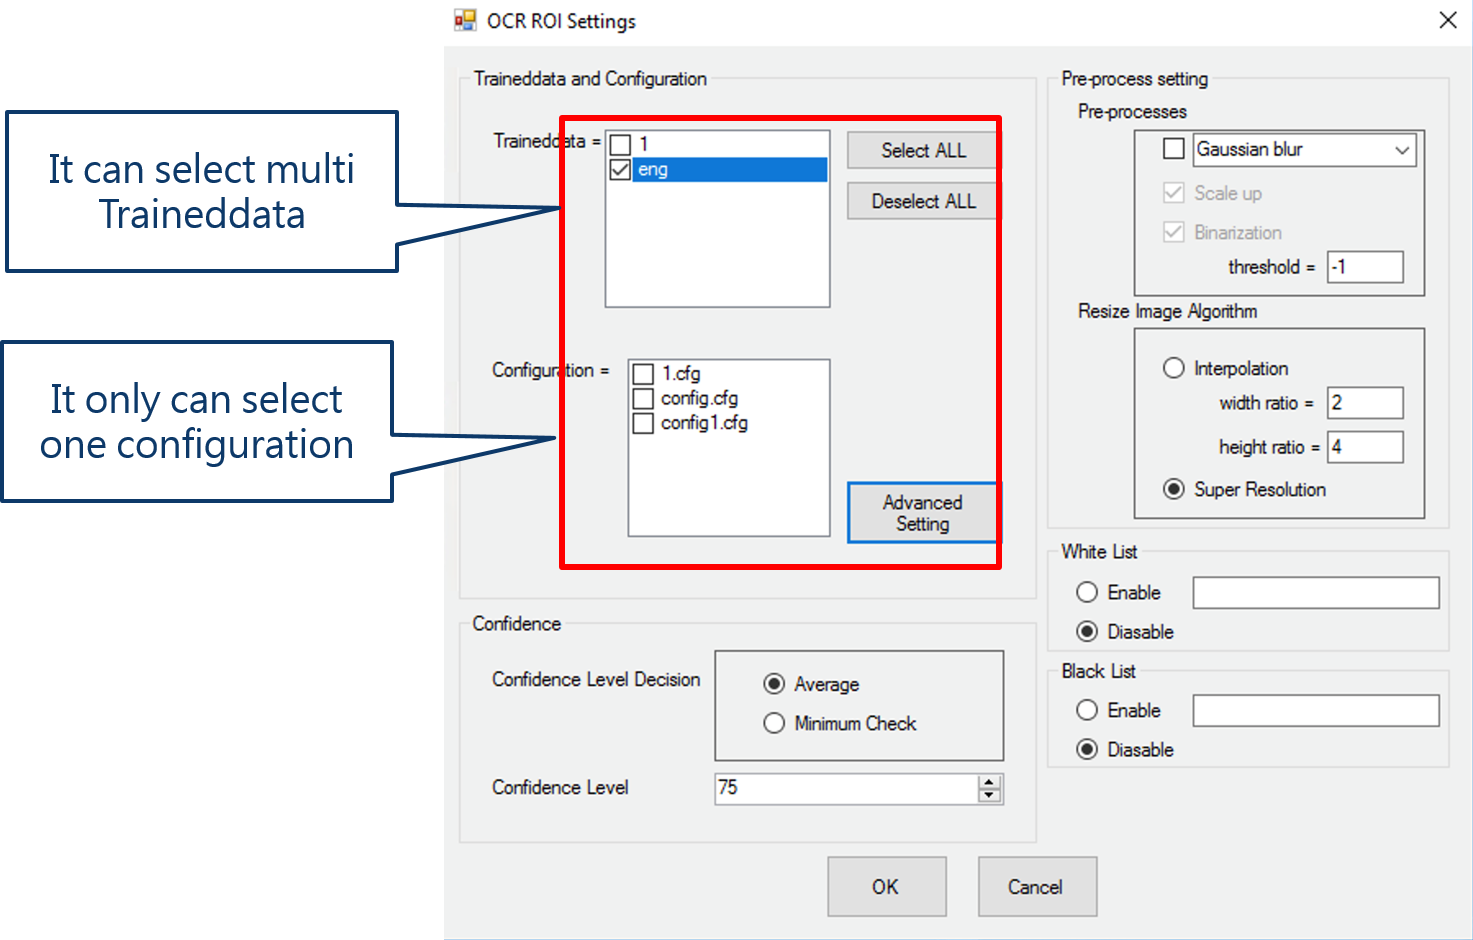 OCR ROI Settings
It can select multi
Traineddata
It only can select
one configuration
Traineddata and Configuration
Traineddata =
1
eng
Select ALL
Deselect ALL
Configuration =
1.cfg
config.cfg
config1.cfg
Advanced
Setting
Confidence
Confidence Level Decision
Average
Minimum Check
Confidence Level
75
Pre-process setting
Pre-processes
Gaussian blur
Scale up
Binarization
threshold = -1
Resize Image Algorithm
Interpolation
width ratio = 2
height ratio = 4
Super Resolution
White List
Enable
Diasable
Black List
Enable
Diasable
OK
Cancel